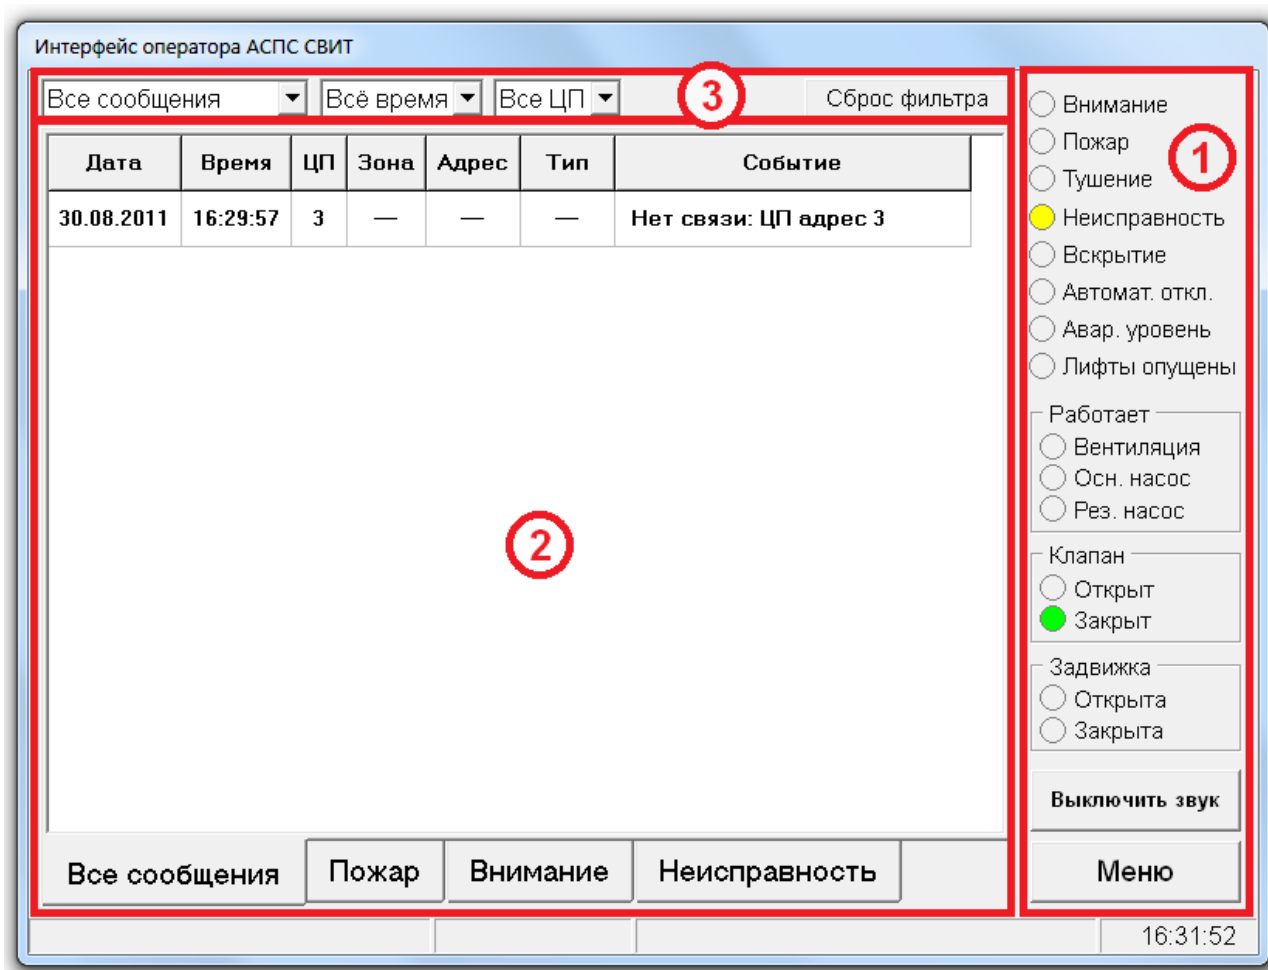 Интерфейс оператора АСПС СВИТ
Все сообщения Всё время Все ЦП 3 Сброс фильтра
Дата Время ЦП Зона Адрес Тип Событие
30.08.2011 16:29:57 3 — — — Нет связи: ЦП адрес 3
2
Все сообщения Пожар Внимание Неисправность
1
Внимание
Пожар
Тушение
Неисправность
Вскрытие
Автомат. откл.
Авар. уровень
Лифты опущены
Работает
Вентиляция
Осн. насос
Рез. насос
Клапан
Открыт
Закрыт
Задвижка
Открыта
Закрыта
Выключить звук
Меню
16:31:52